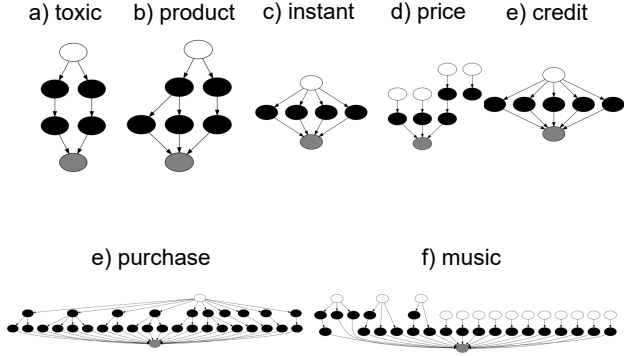 a) toxic
b) product
c) instant
d) price
e) credit
e) purchase
f) music